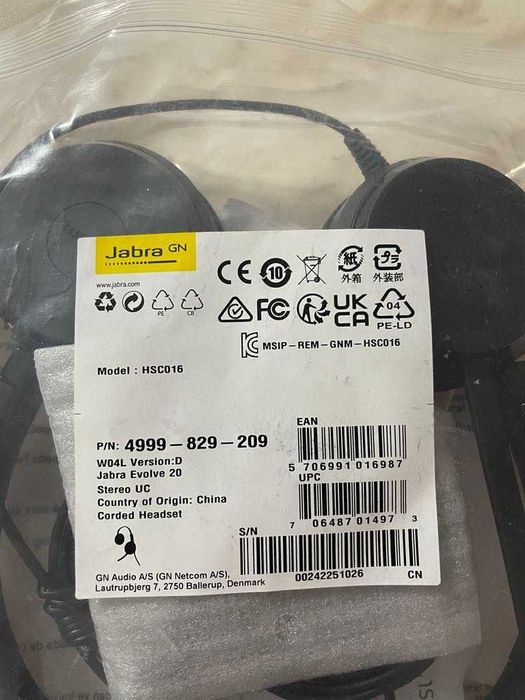 Jabra GN
www.jabra.com
10
紙
プラ
外箱
外装部
PE
CB
FC
UK
CA
04
PE-LD
MSIP-REM-GNM-HSC016
Model : HSC016
P/N: 4999-829-209
W04L Version:D
Jabra Evolve 20
Stereo UC
Country of Origin: China
Corded Headset
EAN
5 706991 016987
UPC
7 06487 01497 3
S/N
00242251026
CN
GN Audio A/S (GN Netcom A/S),
Lautrupbjerg 7, 2750 Ballerup, Denmark